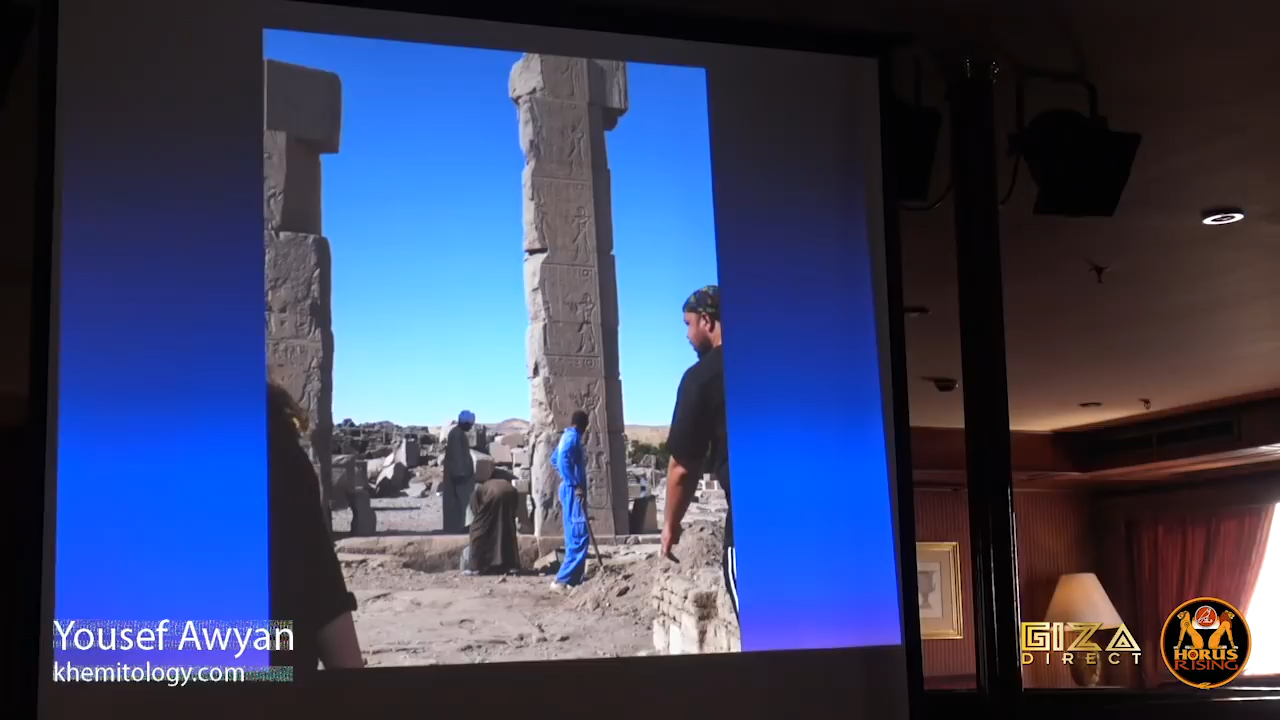 Yousef Awyan
khemitology.com
GIZA
DIRECT
HORUS
RISING